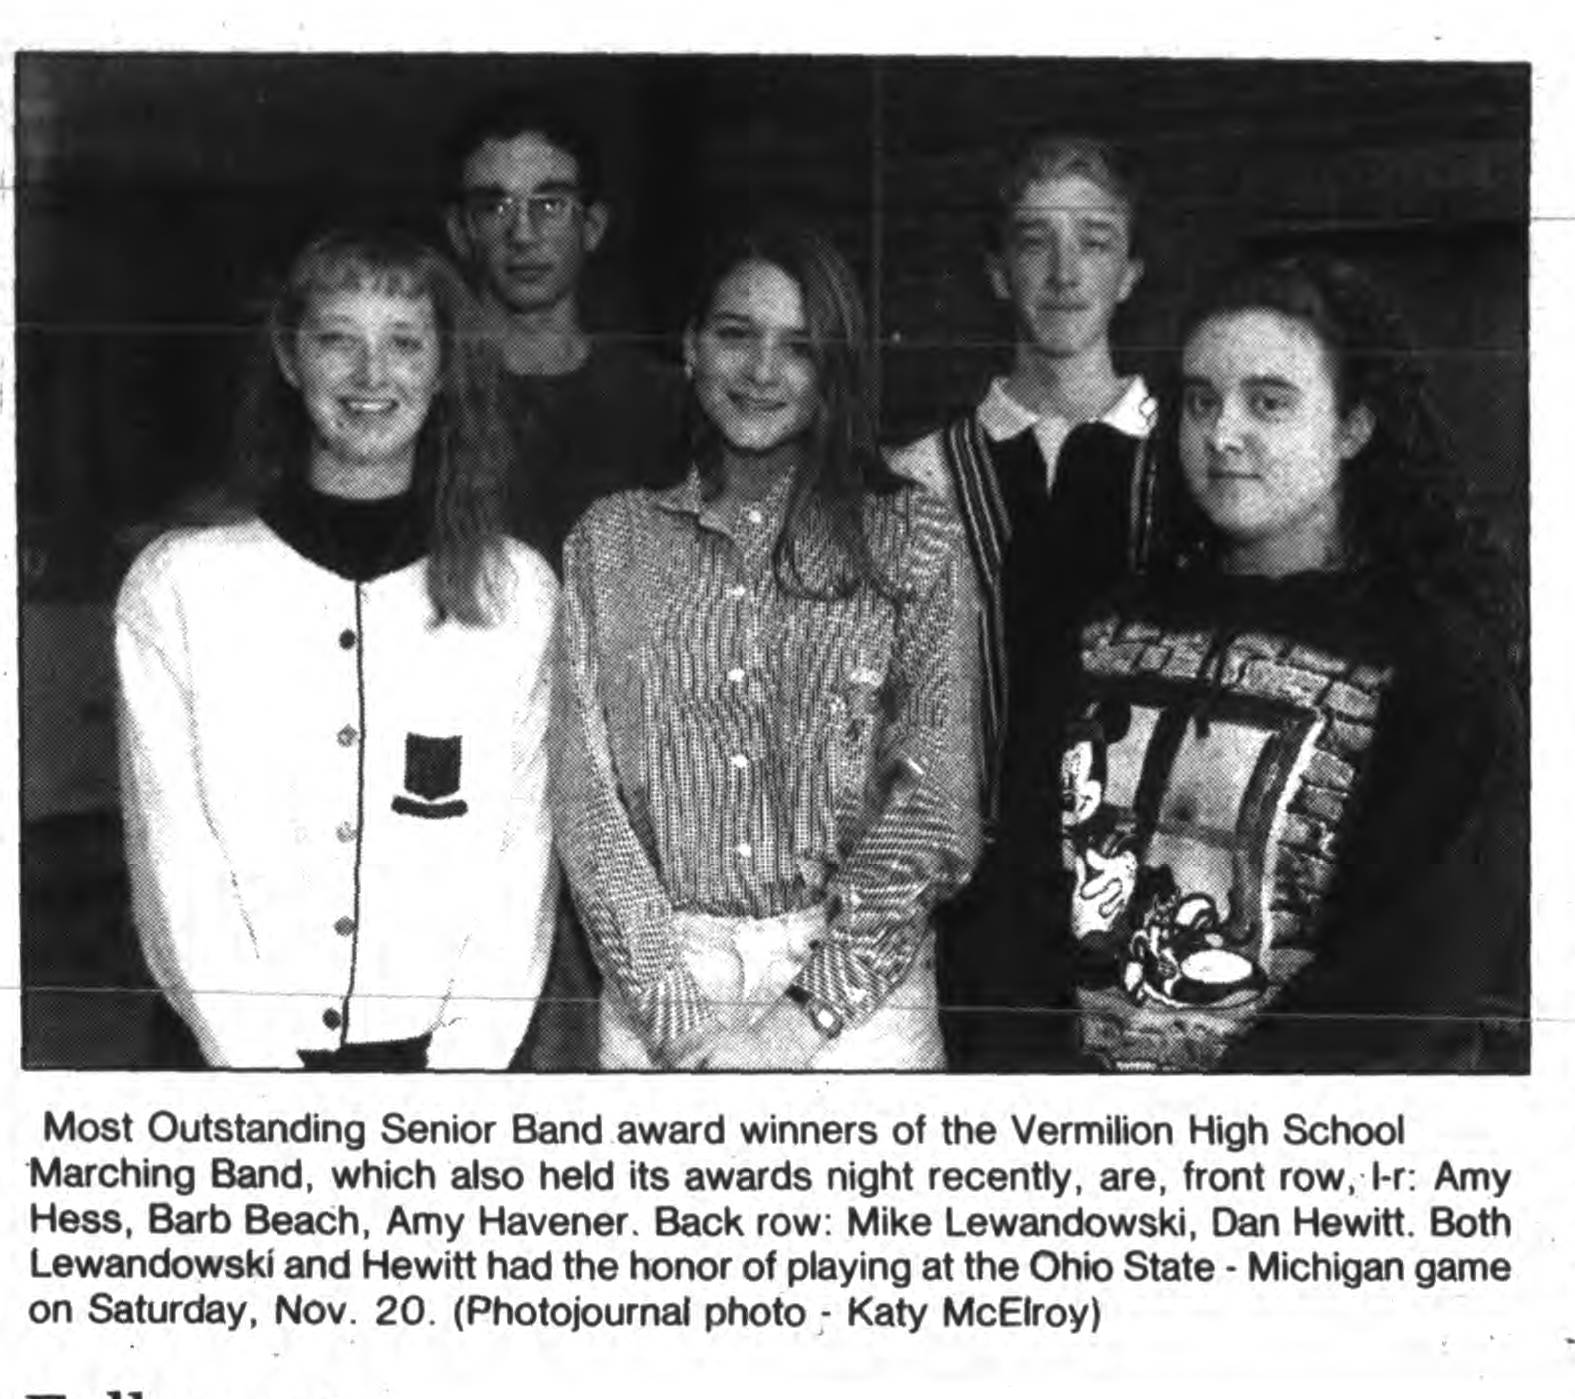 Most Outstanding Senior Band award winners of the Vermilion High School
Marching Band, which also held its awards night recently, are, front row, l-r: Amy
Hess, Barb Beach, Amy Havener. Back row: Mike Lewandowski, Dan Hewitt. Both
Lewandowski and Hewitt had the honor of playing at the Ohio State - Michigan game
on Saturday, Nov. 20. (Photojournal photo - Katy McElroy)